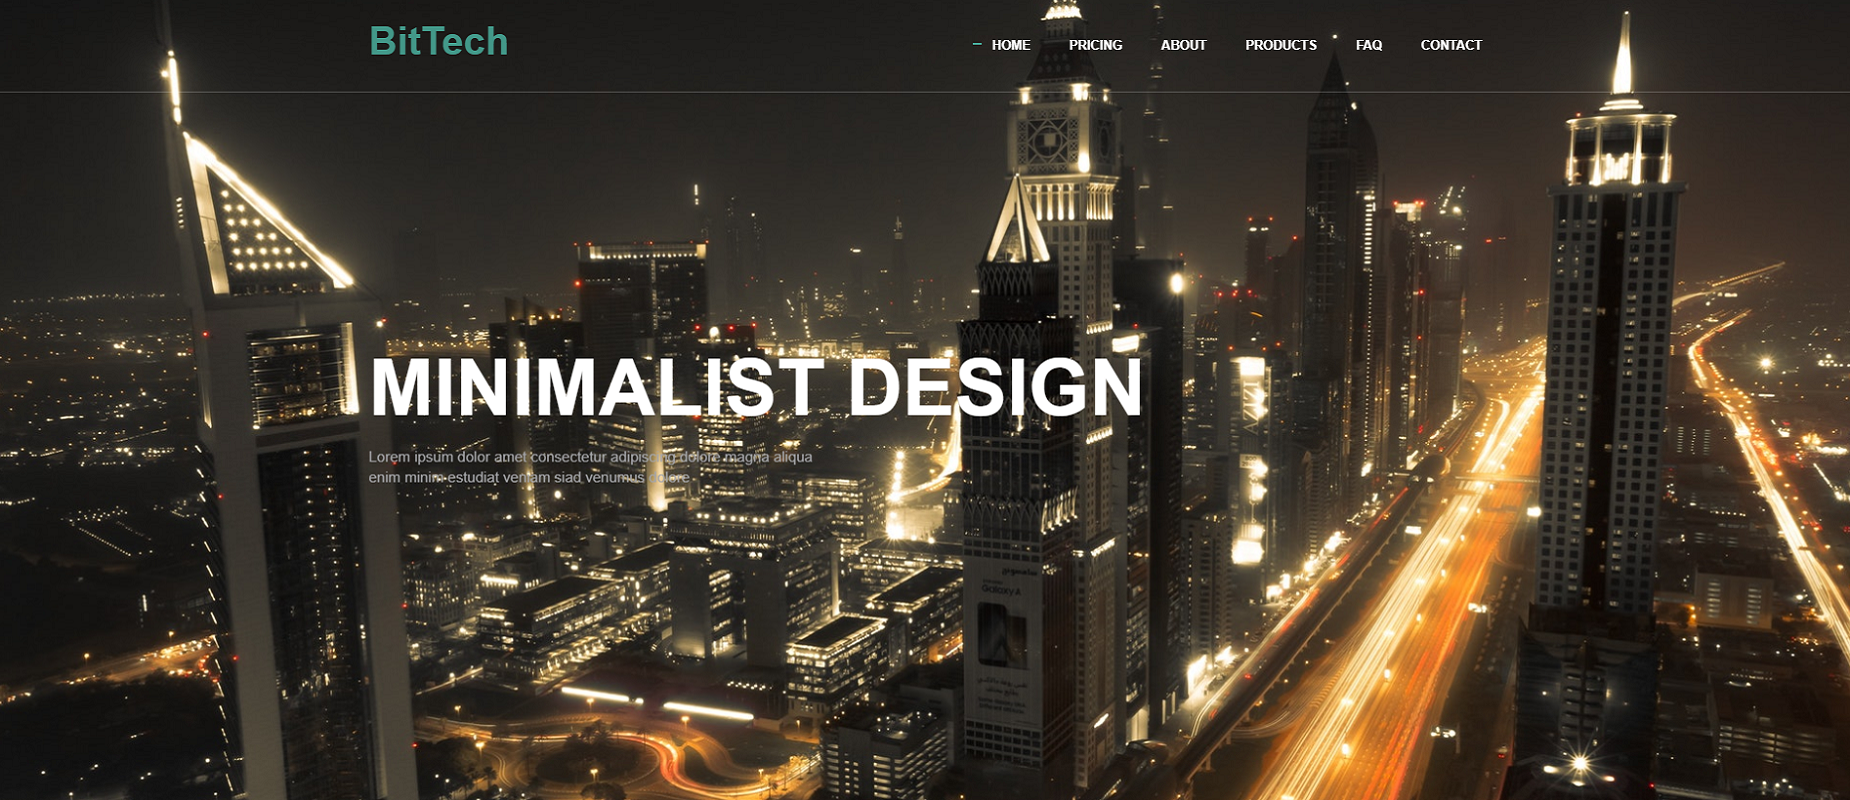 BitTech
HOME PRICING ABOUT PRODUCTS FAQ CONTACT
MINIMALIST DESIGN
Lorem ipsum dolor amet consectetur adipiscing dolore magna aliqua
enim minim estudiat veniam siad venumus dolore
Galaxy A